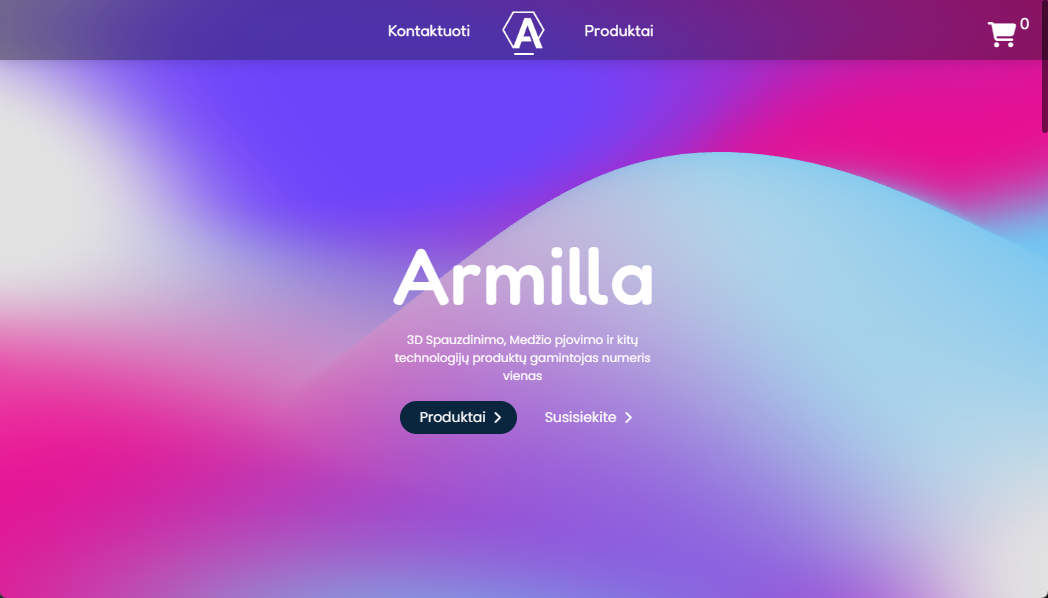 Kontaktuoti
A
Produktai
0
Armilla
3D Spauzdinimo, Medžio pjovimo ir kitų
technologijų produktų gamintojas numeris
vienas
Produktai
Susisiekite